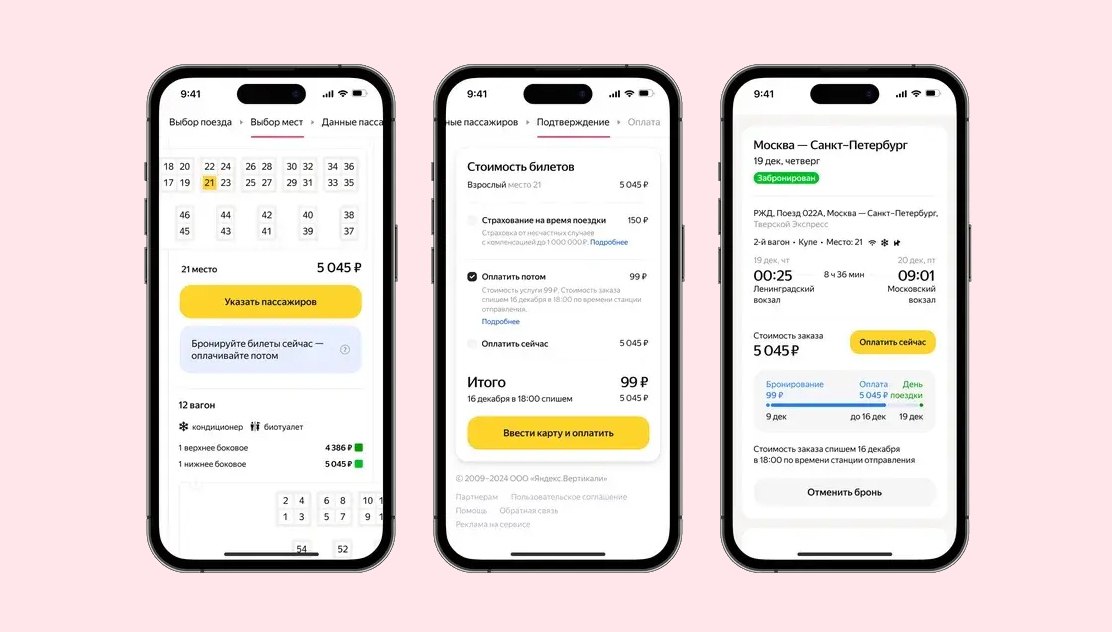 9:41
Выбор поезда
Выбор мест
Данные пасса
18 20 22 24 26 28 30 32 34 36
17 19 21 23 25 27 29 31 33 35
46 44 42 40 38
45 43 41 39 37
21 место 5 045 ₽
Указать пассажиров
Бронируйте билеты сейчас —
оплачивайте потом
?
12 вагон
кондиционер биотуалет
1 верхнее боковое 4 386 ₽
1 нижнее боковое 5 045 ₽
2 4 6 8 10 1
1 3 5 7 9 1
54 52
9:41
ные пассажиров
Подтверждение
Оплата
Стоимость билетов
Взрослый место 21 5 045 ₽
Страхование на время поездки 150 ₽
Страховка от несчастных случаев
с компенсацией до 1 000 000 ₽. Подробнее
Оплатить потом 99 ₽
Стоимость услуги 99 ₽. Стоимость заказа
спишем 16 декабря в 18:00 по времени станции
отправления.
Подробнее
Оплатить сейчас 5 045 ₽
Итого 99 ₽
16 декабря в 18:00 спишем 5 045 ₽
Ввести карту и оплатить
© 2009–2024 ООО «Яндекс.Вертикали»
Партнерам Пользовательское соглашение
Помощь Обратная связь
Реклама на сервисе
9:41
Москва — Санкт-Петербург
19 дек, четверг
Забронирован
РЖД, Поезд 022А, Москва — Санкт-Петербург,
Тверской Экспресс
2-й вагон • Купе • Место: 21
19 дек, чт 20 дек, пт
00:25 8 ч 36 мин 09:01
Ленинградский Московский
вокзал вокзал
Стоимость заказа
5 045 ₽
Оплатить сейчас
Бронирование Оплата День
99 ₽ 5 045 ₽ поездки
9 дек до 16 дек 19 дек
Стоимость заказа спишем 16 декабря
в 18:00 по времени станции отправления
Отменить бронь